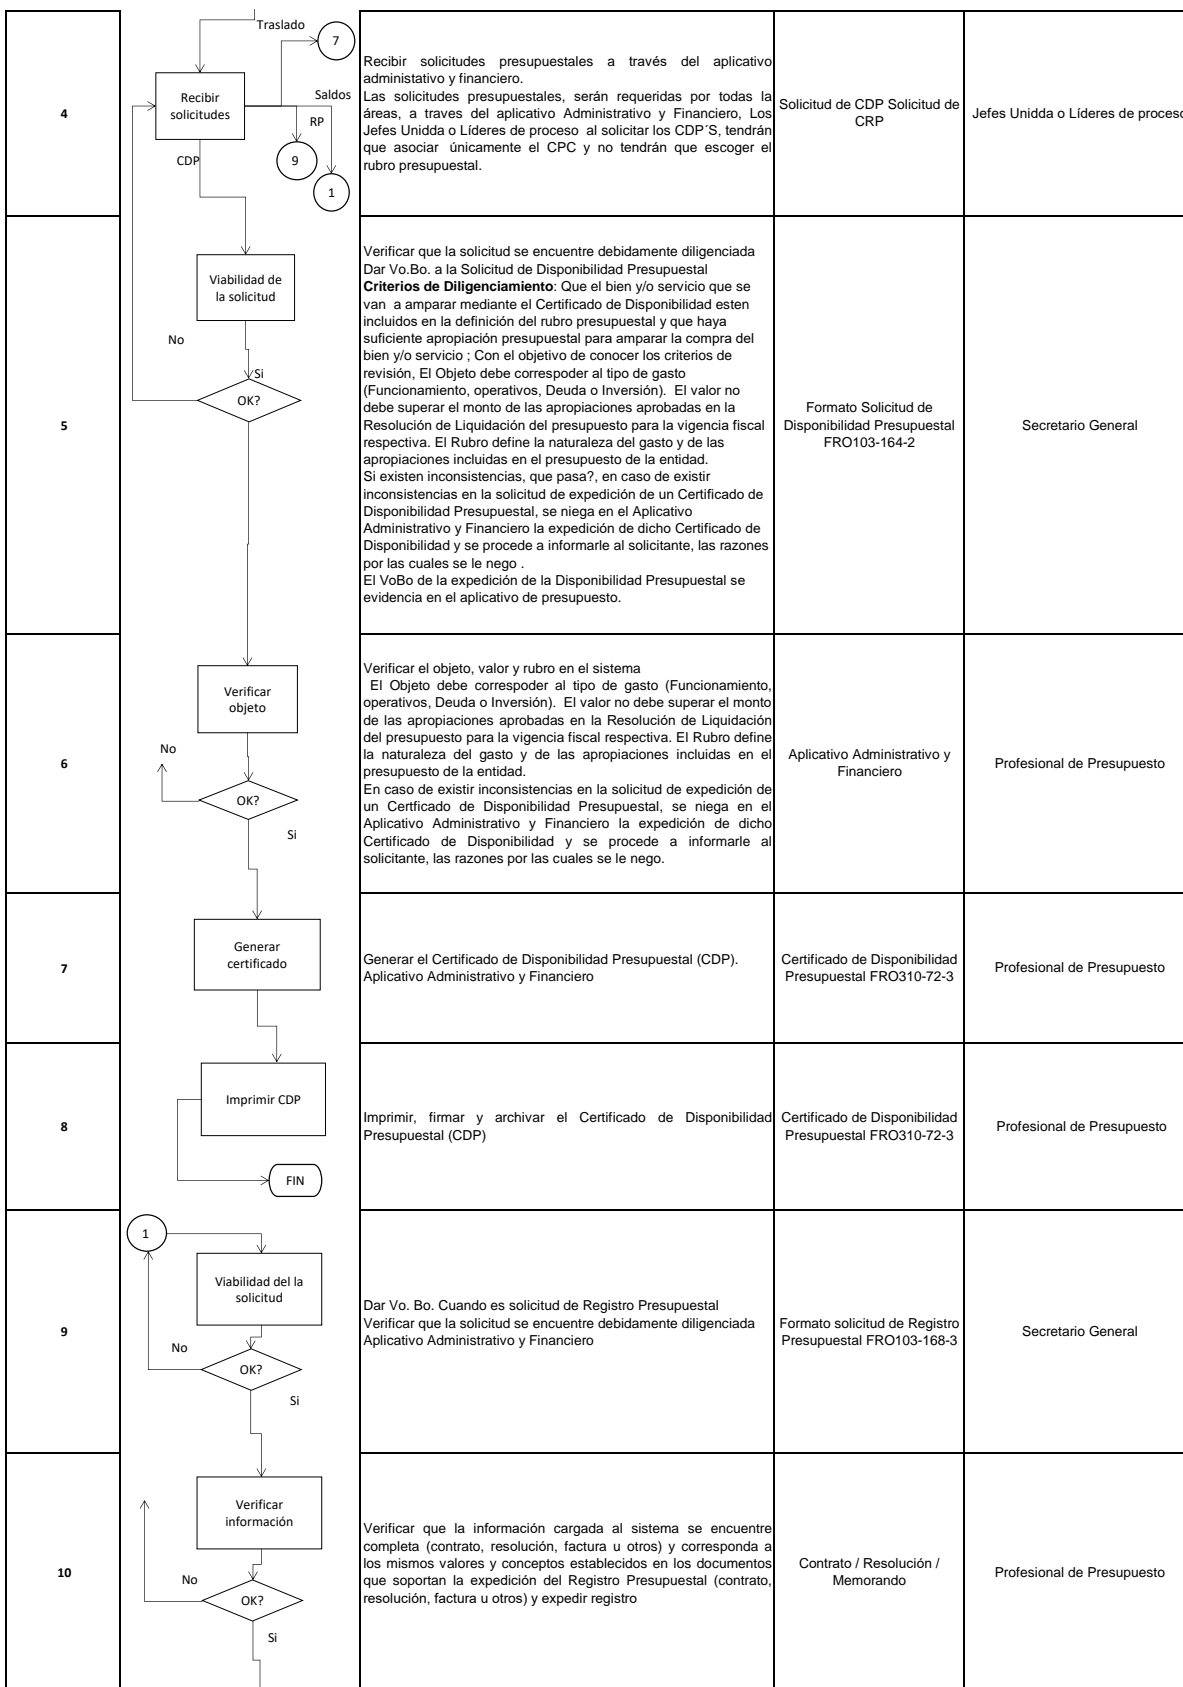 Traslado
7
Recibir
solicitudes
Saldos
RP
CDP
9
1
4
Recibir solicitudes presupuestales a través del aplicativo
administativo y financiero.
Las solicitudes presupuestales, serán requeridas por todas la
áreas, a traves del aplicativo Administrativo y Financiero, Los
Jefes Unidda o Líderes de proceso al solicitar los CDP´S, tendrán
que asociar únicamente el CPC y no tendrán que escoger el
rubro presupuestal.
Solicitud de CDP Solicitud de
CRP
Jefes Unidda o Líderes de proceso
5
Viabilidad de
la solicitud
No
Si
OK?
Verificar que la solicitud se encuentre debidamente diligenciada
Dar Vo.Bo. a la Solicitud de Disponibilidad Presupuestal
Criterios de Diligenciamiento: Que el bien y/o servicio que se
van a amparar mediante el Certificado de Disponibilidad esten
incluidos en la definición del rubro presupuestal y que haya
suficiente apropiación presupuestal para amparar la compra del
bien y/o servicio ; Con el objetivo de conocer los criterios de
revisión, El Objeto debe correspoder al tipo de gasto
(Funcionamiento, operativos, Deuda o Inversión). El valor no
debe superar el monto de las apropiaciones aprobadas en la
Resolución de Liquidación del presupuesto para la vigencia fiscal
respectiva. El Rubro define la naturaleza del gasto y de las
apropiaciones incluidas en el presupuesto de la entidad.
Si existen inconsistencias, que pasa?, en caso de existir
inconsistencias en la solicitud de expedición de un Certificado de
Disponibilidad Presupuestal, se niega en el Aplicativo
Administrativo y Financiero la expedición de dicho Certificado de
Disponibilidad y se procede a informarle al solicitante, las razones
por las cuales se le nego .
El VoBo de la expedición de la Disponibilidad Presupuestal se
evidencia en el aplicativo de presupuesto.
Formato Solicitud de
Disponibilidad Presupuestal
FRO103-164-2
Secretario General
6
Verificar
objeto
No
OK?
Si
Verificar el objeto, valor y rubro en el sistema
El Objeto debe correspoder al tipo de gasto (Funcionamiento,
operativos, Deuda o Inversión). El valor no debe superar el monto
de las apropiaciones aprobadas en la Resolución de Liquidación
del presupuesto para la vigencia fiscal respectiva. El Rubro define
la naturaleza del gasto y de las apropiaciones incluidas en el
presupuesto de la entidad.
En caso de existir inconsistencias en la solicitud de expedición de
un Certficado de Disponibilidad Presupuestal, se niega en el
Aplicativo Administrativo y Financiero la expedición de dicho
Certificado de Disponibilidad y se procede a informarle al
solicitante, las razones por las cuales se le nego.
Aplicativo Administrativo y
Financiero
Profesional de Presupuesto
7
Generar
certificado
Generar el Certificado de Disponibilidad Presupuestal (CDP).
Aplicativo Administrativo y Financiero
Certificado de Disponibilidad
Presupuestal FRO310-72-3
Profesional de Presupuesto
8
Imprimir CDP
FIN
Imprimir, firmar y archivar el Certificado de Disponibilidad
Presupuestal (CDP)
Certificado de Disponibilidad
Presupuestal FRO310-72-3
Profesional de Presupuesto
9
1
Viabilidad del la
solicitud
No
OK?
Si
Dar Vo. Bo. Cuando es solicitud de Registro Presupuestal
Verificar que la solicitud se encuentre debidamente diligenciada
Aplicativo Administrativo y Financiero
Formato solicitud de Registro
Presupuestal FRO103-168-3
Secretario General
10
Verificar
información
No
OK?
Si
Verificar que la información cargada al sistema se encuentre
completa (contrato, resolución, factura u otros) y corresponda a
los mismos valores y conceptos establecidos en los documentos
que soportan la expedición del Registro Presupuestal (contrato,
resolución, factura u otros) y expedir registro
Contrato / Resolución /
Memorando
Profesional de Presupuesto